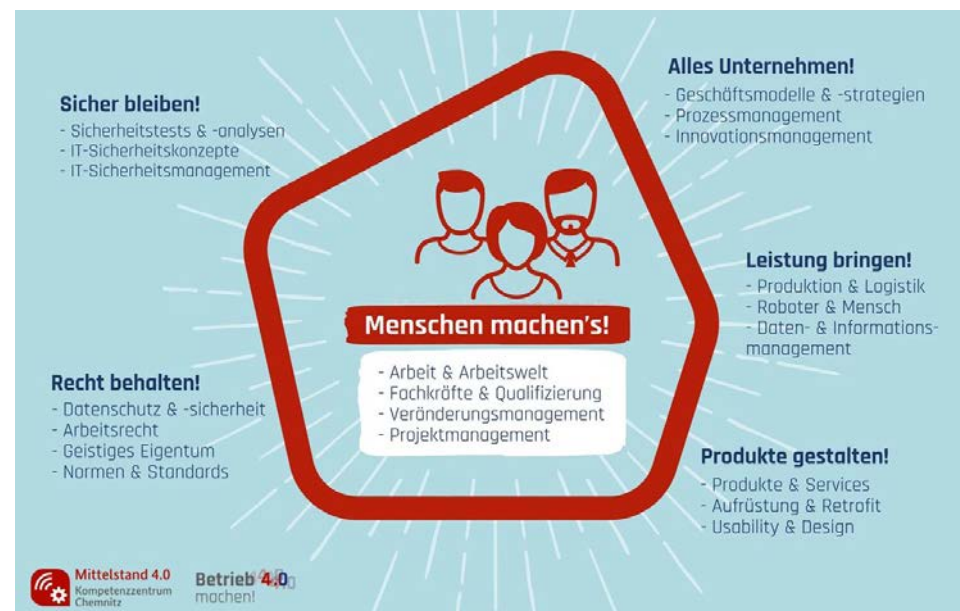 Alles Unternehmen!
- Geschäftsmodelle & -strategien
- Prozessmanagement
- Innovationsmanagement
Sicher bleiben!
- Sicherheitstests & -analysen
- IT-Sicherheitskonzepte
- IT-Sicherheitsmanagement
Leistung bringen!
- Produktion & Logistik
- Roboter & Mensch
- Daten- & Informations-
management
Menschen machen's!
- Arbeit & Arbeitswelt
- Fachkräfte & Qualifizierung
- Veränderungsmanagement
- Projektmanagement
Recht behalten!
- Datenschutz & -sicherheit
- Arbeitsrecht
- Geistiges Eigentum
- Normen & Standards
Produkte gestalten!
- Produkte & Services
- Aufrüstung & Retrofit
- Usability & Design
Mittelstand 4.0
Kompetenzzentrum
Chemnitz
Betrieb 4.0
machen!